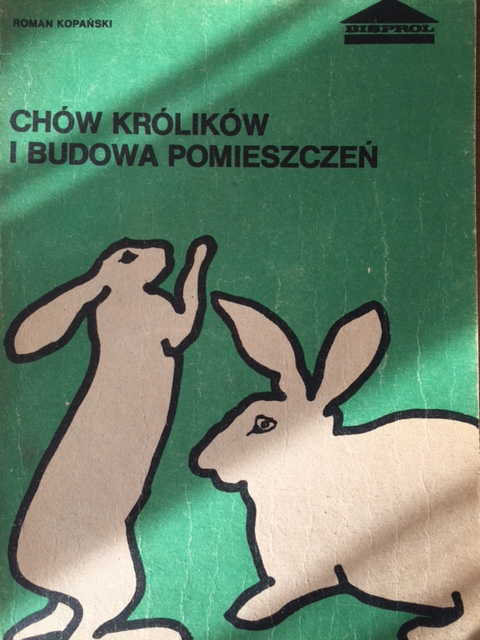 ROMAN KOPAŃSKI
BISPROL
CHÓW KRÓLIKÓW
I BUDOWA POMIESZCZEŃ